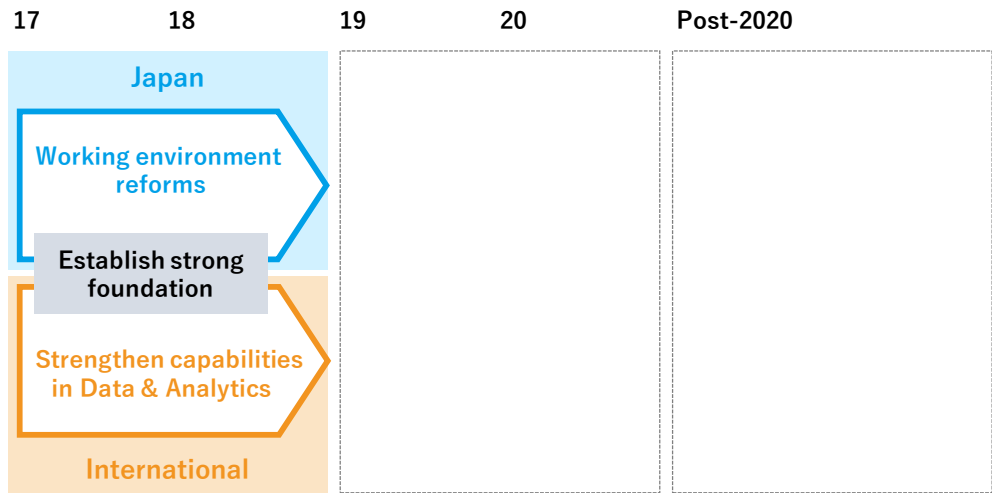 17 18 19 20 Post-2020
Japan
Working environment
reforms
Establish strong
foundation
Strengthen capabilities
in Data & Analytics
International